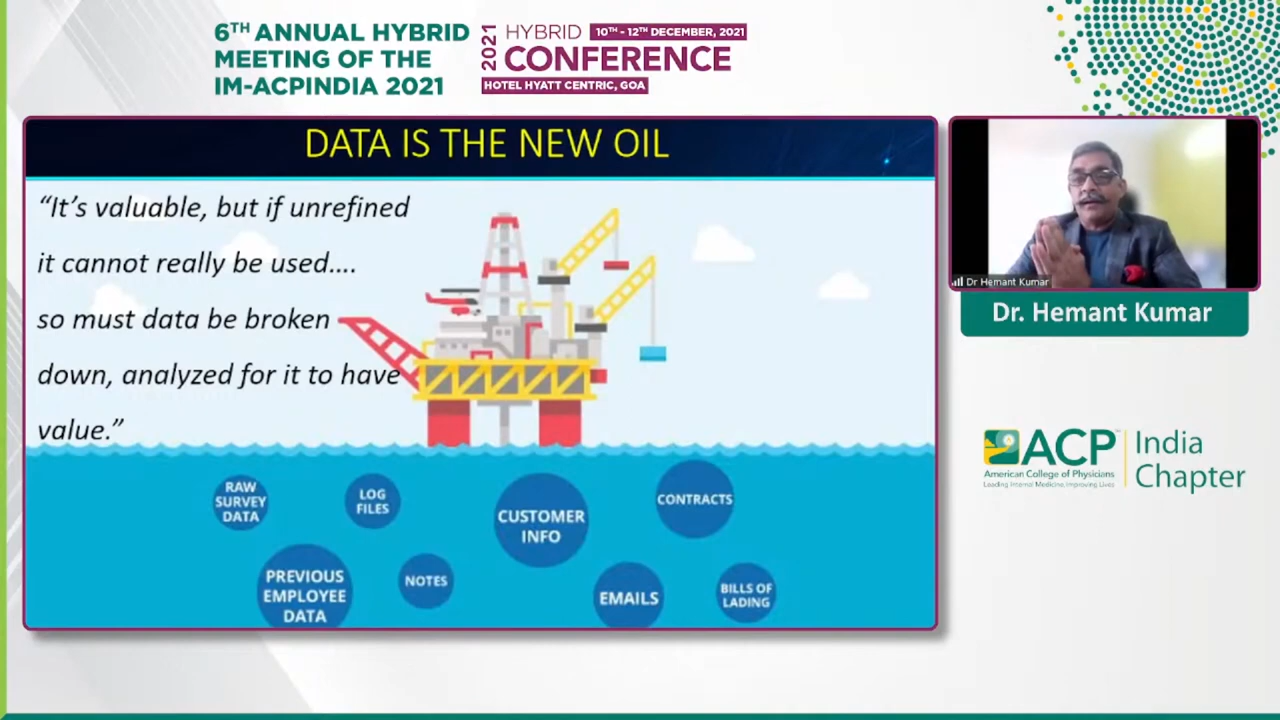 6TH ANNUAL HYBRID
MEETING OF THE
IM-ACPINDIA 2021
2021
HYBRID
10TH - 12TH DECEMBER, 2021
CONFERENCE
HOTEL HYATT CENTRIC, GOA
DATA IS THE NEW OIL
“It’s valuable, but if unrefined
it cannot really be used....
so must data be broken
down, analyzed for it to have
value.”
RAW
SURVEY
DATA
LOG
FILES
CUSTOMER
INFO
CONTRACTS
PREVIOUS
EMPLOYEE
DATA
NOTES
EMAILS
BILLS OF
LADING
Dr Hemant Kumar
Dr. Hemant Kumar
ACP
American College of Physicians
Leading Internal Medicine, Improving Lives
India
Chapter